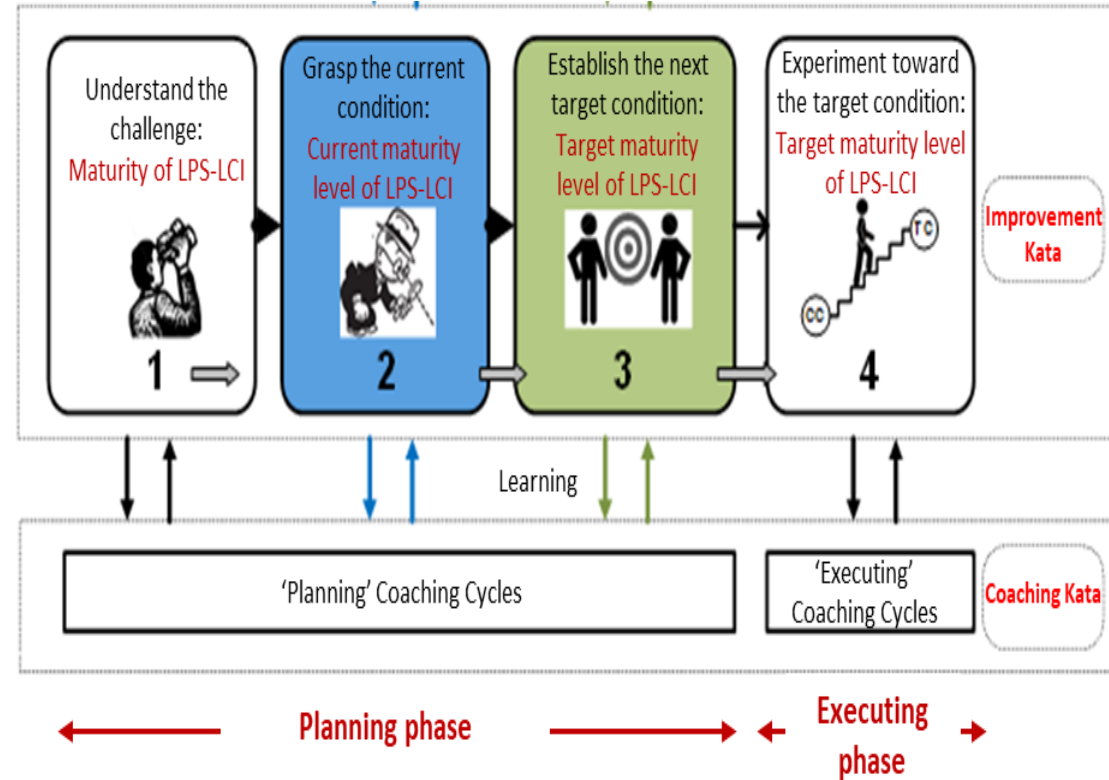 Understand the
challenge:
Maturity of LPS-LCI
1
Grasp the current
condition:
Current maturity
level of LPS-LCI
2
Establish the next
target condition:
Target maturity
level of LPS-LCI
3
Experiment toward
the target condition:
Target maturity level
of LPS-LCI
TC
CC
4
Improvement
Kata
Learning
‘Planning’ Coaching Cycles
‘Executing’
Coaching Cycles
Coaching Kata
Planning phase
Executing
phase